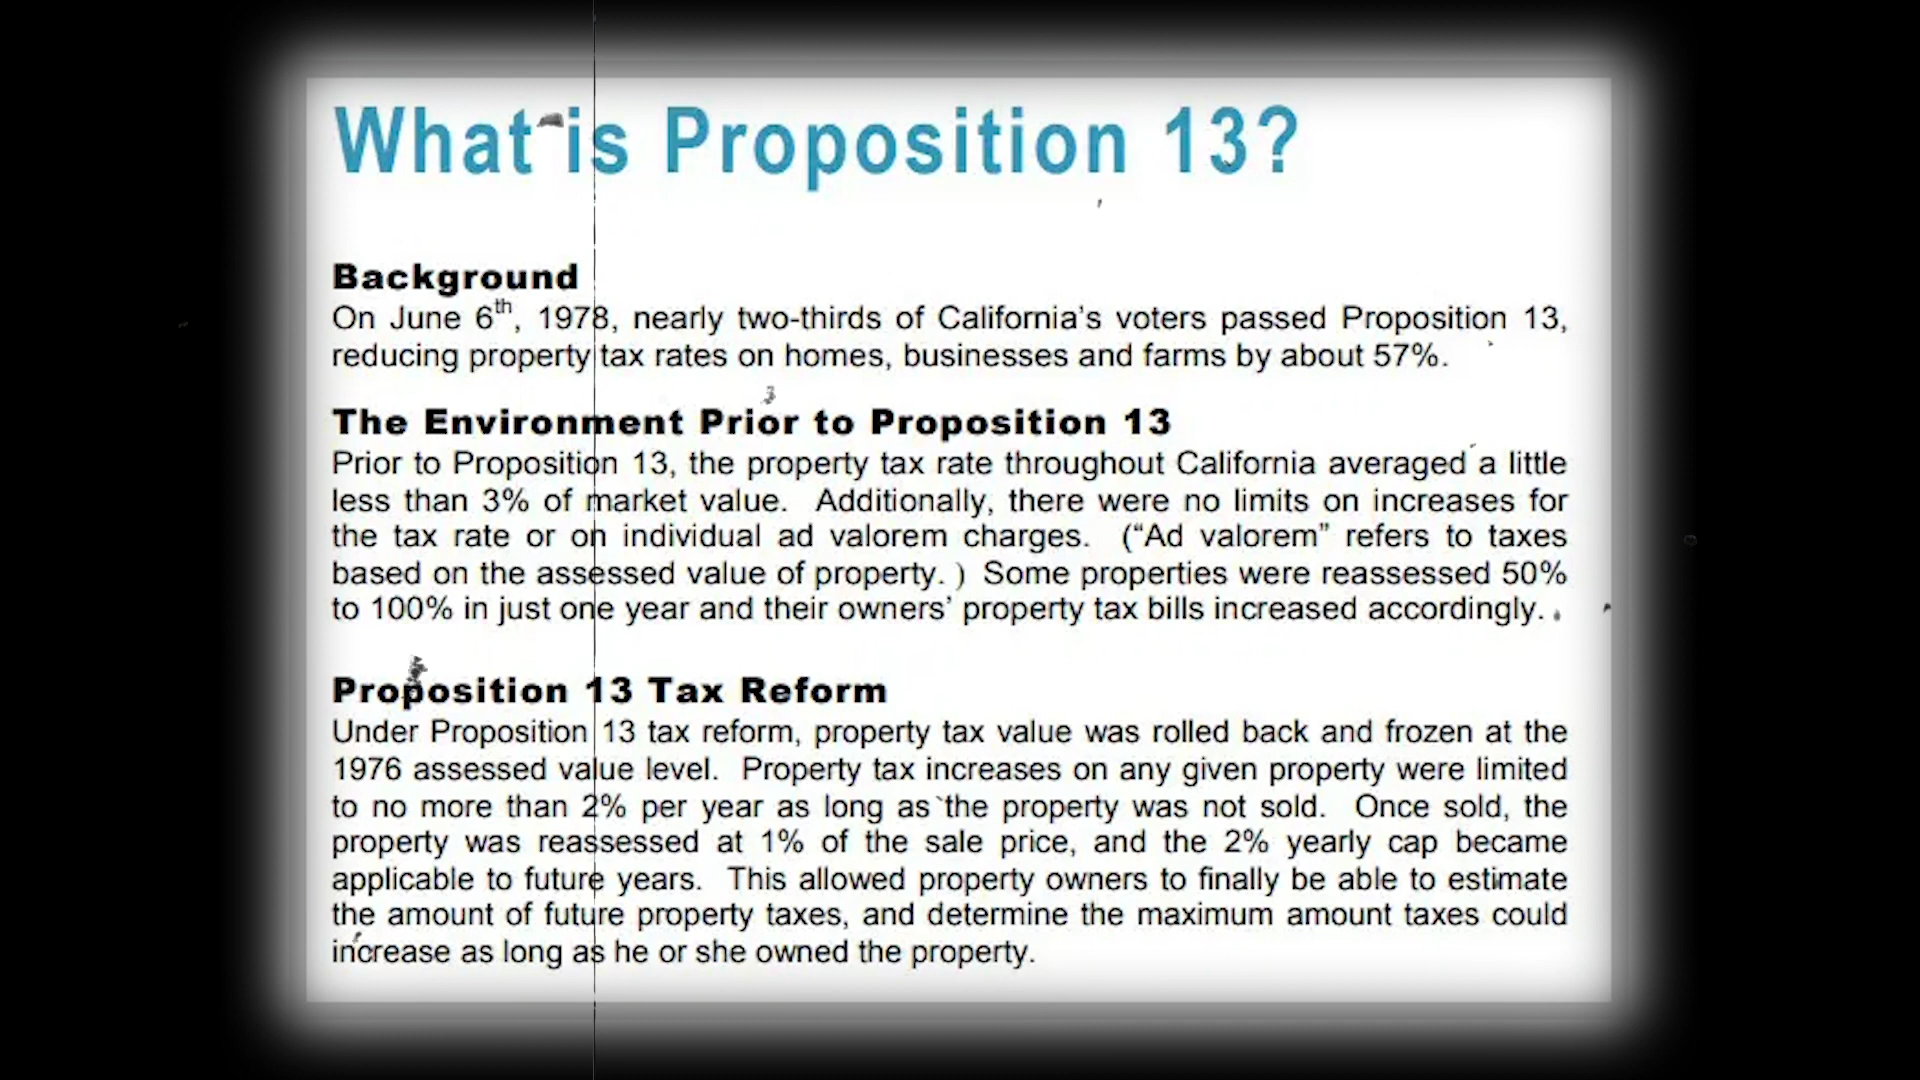 What is Proposition 13?
Background
On June 6th, 1978, nearly two-thirds of California's voters passed Proposition 13,
reducing property tax rates on homes, businesses and farms by about 57%.
The Environment Prior to Proposition 13
Prior to Proposition 13, the property tax rate throughout California averaged a little
less than 3% of market value.  Additionally, there were no limits on increases for
the tax rate or on individual ad valorem charges.  (“Ad valorem” refers to taxes
based on the assessed value of property. )  Some properties were reassessed 50%
to 100% in just one year and their owners’ property tax bills increased accordingly.
Proposition 13 Tax Reform
Under Proposition 13 tax reform, property tax value was rolled back and frozen at the
1976 assessed value level.  Property tax increases on any given property were limited
to no more than 2% per year as long as the property was not sold.  Once sold, the
property was reassessed at 1% of the sale price, and the 2% yearly cap became
applicable to future years.  This allowed property owners to finally be able to estimate
the amount of future property taxes, and determine the maximum amount taxes could
increase as long as he or she owned the property.